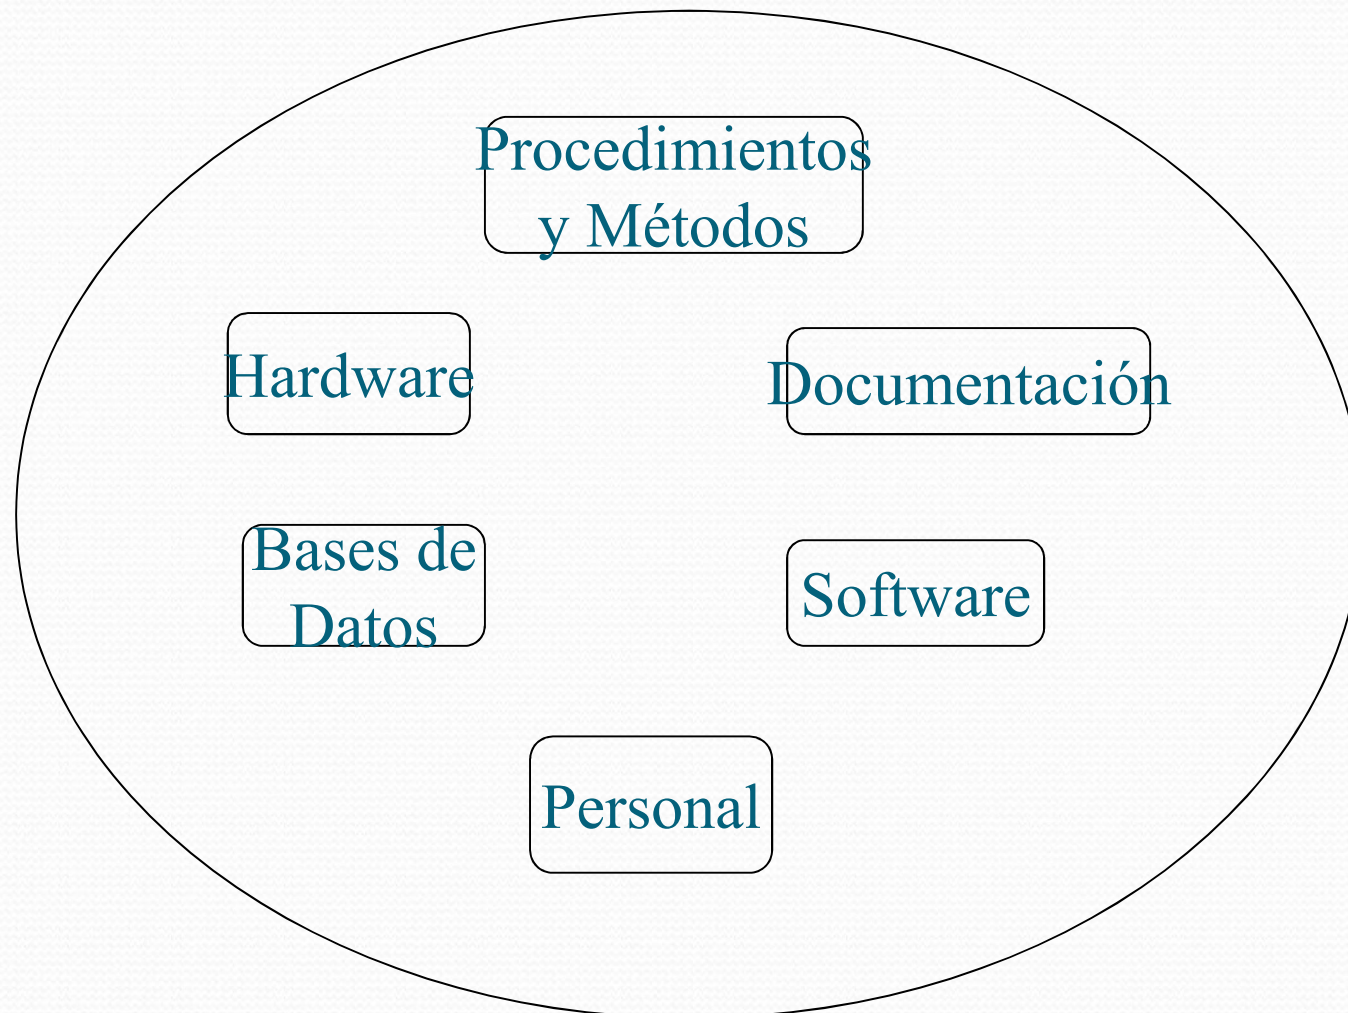 Procedimientos
y Métodos
Hardware
Documentación
Bases de
Datos
Software
Personal